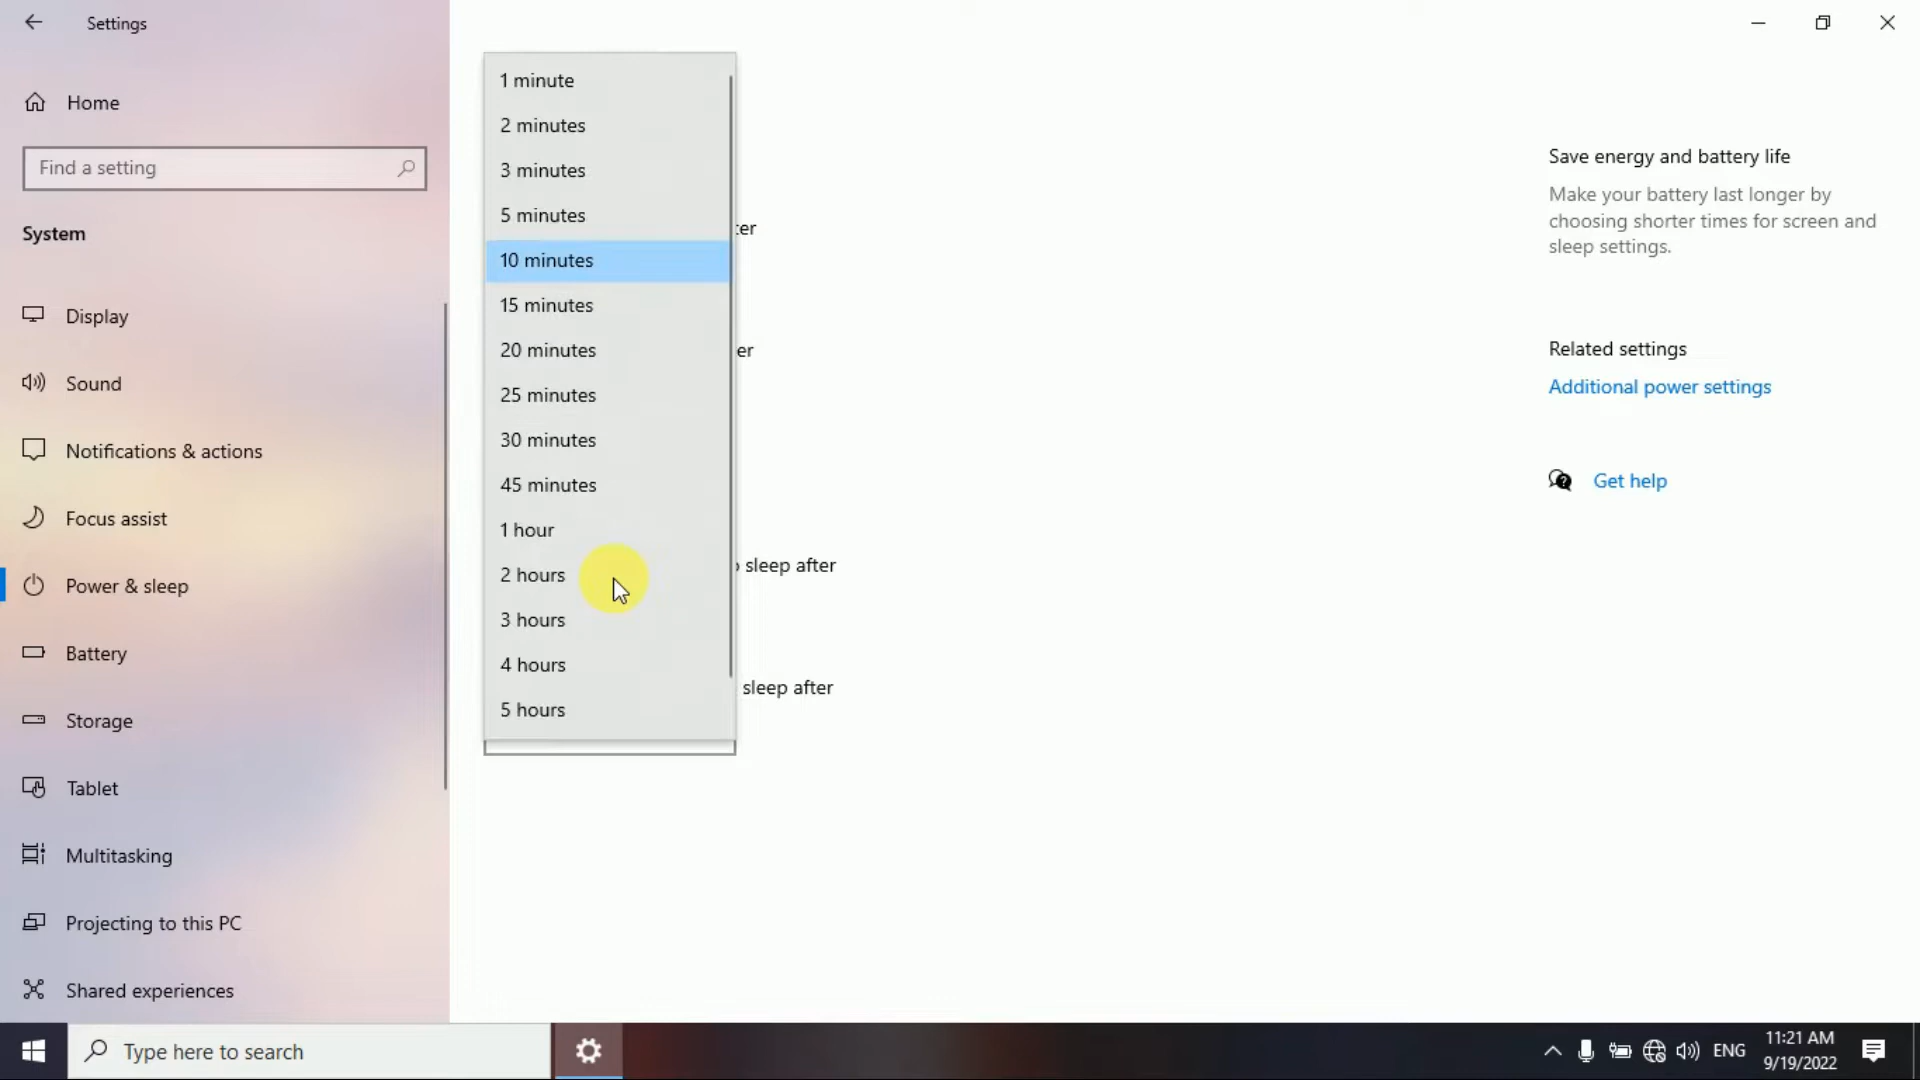 Settings
Home
Find a setting
System
Display
Sound
Notifications & actions
Focus assist
Power & sleep
Battery
Storage
Tablet
Multitasking
Projecting to this PC
Shared experiences
1 minute
2 minutes
3 minutes
5 minutes
10 minutes
15 minutes
20 minutes
25 minutes
30 minutes
45 minutes
1 hour
2 hours
3 hours
4 hours
5 hours
sleep after
sleep after
Save energy and battery life
Make your battery last longer by
choosing shorter times for screen and
sleep settings.
Related settings
Additional power settings
Get help
Type here to search
ENG
11:21 AM
9/19/2022